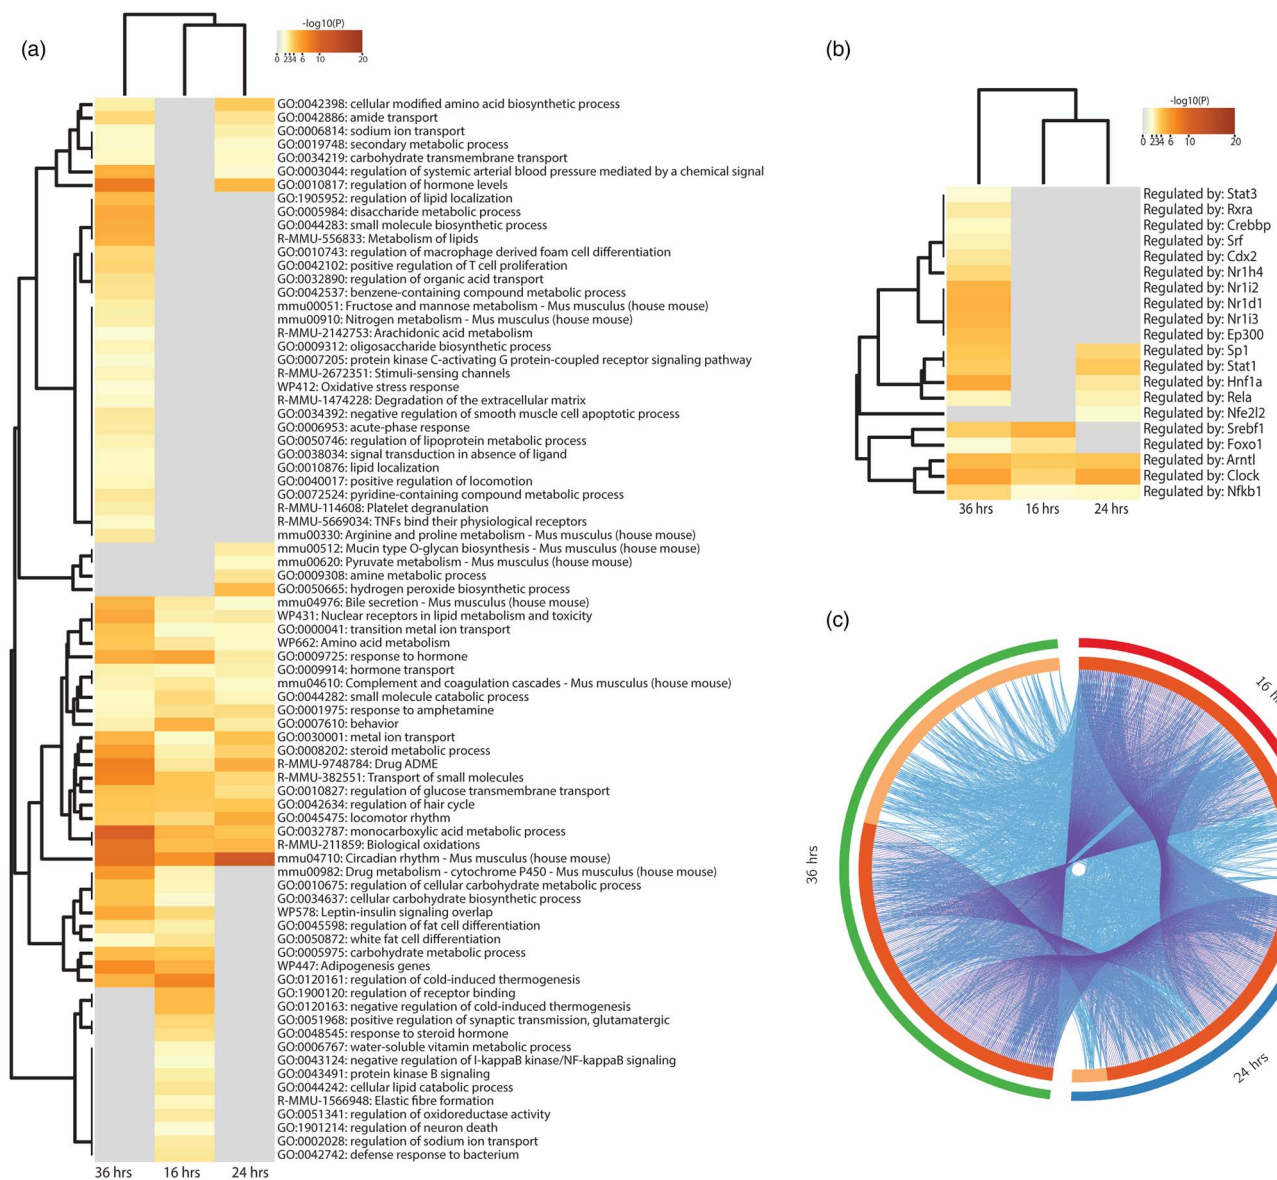 (a)
-log10(P)
0 2 3 4 6 10 20
GO:0042398: cellular modified amino acid biosynthetic process
GO:0042886: amide transport
GO:0006814: sodium ion transport
GO:0019748: secondary metabolic process
GO:0034219: carbohydrate transmembrane transport
GO:0003044: regulation of systemic arterial blood pressure mediated by a chemical signal
GO:0010817: regulation of hormone levels
GO:1905952: regulation of lipid localization
GO:0005984: disaccharide metabolic process
GO:0044283: small molecule biosynthetic process
R-MMU-556833: Metabolism of lipids
GO:0010743: regulation of macrophage derived foam cell differentiation
GO:0042102: positive regulation of T cell proliferation
GO:0032890: regulation of organic acid transport
GO:0042537: benzene-containing compound metabolic process
mmu00051: Fructose and mannose metabolism - Mus musculus (house mouse)
mmu00910: Nitrogen metabolism - Mus musculus (house mouse)
R-MMU-2142753: Arachidonic acid metabolism
GO:0009312: oligosaccharide biosynthetic process
GO:0007205: protein kinase C-activating G protein-coupled receptor signaling pathway
R-MMU-2672351: Stimuli-sensing channels
WP412: Oxidative stress response
R-MMU-1474228: Degradation of the extracellular matrix
GO:0034392: negative regulation of smooth muscle cell apoptotic process
GO:0006953: acute-phase response
GO:0050746: regulation of lipoprotein metabolic process
GO:0038034: signal transduction in absence of ligand
GO:0010876: lipid localization
GO:0040017: positive regulation of locomotion
GO:0072524: pyridine-containing compound metabolic process
R-MMU-114608: Platelet degranulation
R-MMU-5669034: TNFs bind their physiological receptors
mmu00330: Arginine and proline metabolism - Mus musculus (house mouse)
mmu00512: Mucin type O-glycan biosynthesis - Mus musculus (house mouse)
mmu00620: Pyruvate metabolism - Mus musculus (house mouse)
GO:0009308: amine metabolic process
GO:0050665: hydrogen peroxide biosynthetic process
mmu04976: Bile secretion - Mus musculus (house mouse)
WP431: Nuclear receptors in lipid metabolism and toxicity
GO:0000041: transition metal ion transport
WP662: Amino acid metabolism
GO:0009725: response to hormone
GO:0009914: hormone transport
mmu04610: Complement and coagulation cascades - Mus musculus (house mouse)
GO:0044282: small molecule catabolic process
GO:0001975: response to amphetamine
GO:0007610: behavior
GO:0030001: metal ion transport
GO:0008202: steroid metabolic process
R-MMU-9748784: Drug ADME
R-MMU-382551: Transport of small molecules
GO:0010827: regulation of glucose transmembrane transport
GO:0042634: regulation of hair cycle
GO:0045475: locomotor rhythm
GO:0032787: monocarboxylic acid metabolic process
R-MMU-211859: Biological oxidations
mmu04710: Circadian rhythm - Mus musculus (house mouse)
mmu00982: Drug metabolism - cytochrome P450 - Mus musculus (house mouse)
GO:0010675: regulation of cellular carbohydrate metabolic process
GO:0034637: cellular carbohydrate biosynthetic process
WP578: Leptin-insulin signaling overlap
GO:0045598: regulation of fat cell differentiation
GO:0050872: white fat cell differentiation
GO:0005975: carbohydrate metabolic process
WP447: Adipogenesis genes
GO:0120161: regulation of cold-induced thermogenesis
GO:1900120: regulation of receptor binding
GO:0120163: negative regulation of cold-induced thermogenesis
GO:0051968: positive regulation of synaptic transmission, glutamatergic
GO:0048545: response to steroid hormone
GO:0006767: water-soluble vitamin metabolic process
GO:0043124: negative regulation of I-kappaB kinase/NF-kappaB signaling
GO:0043491: protein kinase B signaling
GO:0044242: cellular lipid catabolic process
R-MMU-1566948: Elastic fibre formation
GO:0051341: regulation of oxidoreductase activity
GO:1901214: regulation of neuron death
GO:0002028: regulation of sodium ion transport
GO:0042742: defense response to bacterium
36 hrs 16 hrs 24 hrs
(b)
-log10(P)
0 2 3 4 6 10 20
Regulated by: Stat3
Regulated by: Rxra
Regulated by: Crebbp
Regulated by: Srf
Regulated by: Cdx2
Regulated by: Nr1h4
Regulated by: Nr1i2
Regulated by: Nr1d1
Regulated by: Nr1i3
Regulated by: Ep300
Regulated by: Sp1
Regulated by: Stat1
Regulated by: Hnf1a
Regulated by: Rela
Regulated by: Nfe2l2
Regulated by: Srebf1
Regulated by: Foxo1
Regulated by: Arntl
Regulated by: Clock
Regulated by: Nfkb1
36 hrs 16 hrs 24 hrs
(c)
16 h
36 hrs
24 hrs